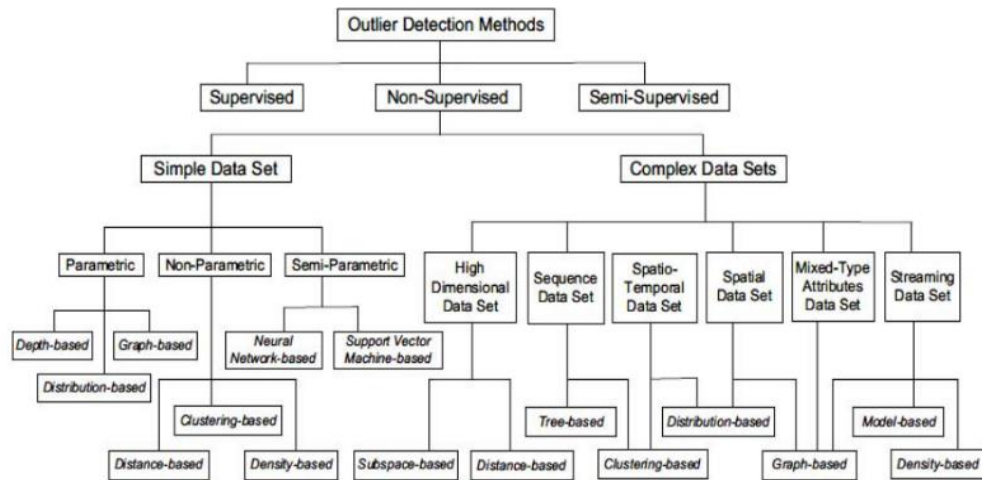 Outlier Detection Methods
Supervised
Non-Supervised
Semi-Supervised
Simple Data Set
Complex Data Sets
Parametric
Non-Parametric
Semi-Parametric
High
Dimensional
Data Set
Sequence
Data Set
Spatio-
Temporal
Data Set
Spatial
Data Set
Mixed-Type
Attributes
Data Set
Streaming
Data Set
Depth-based
Graph-based
Neural
Network-based
Support Vector
Machine-based
Distribution-based
Clustering-based
Tree-based
Distribution-based
Model-based
Distance-based
Density-based
Subspace-based
Distance-based
Clustering-based
Graph-based
Density-based